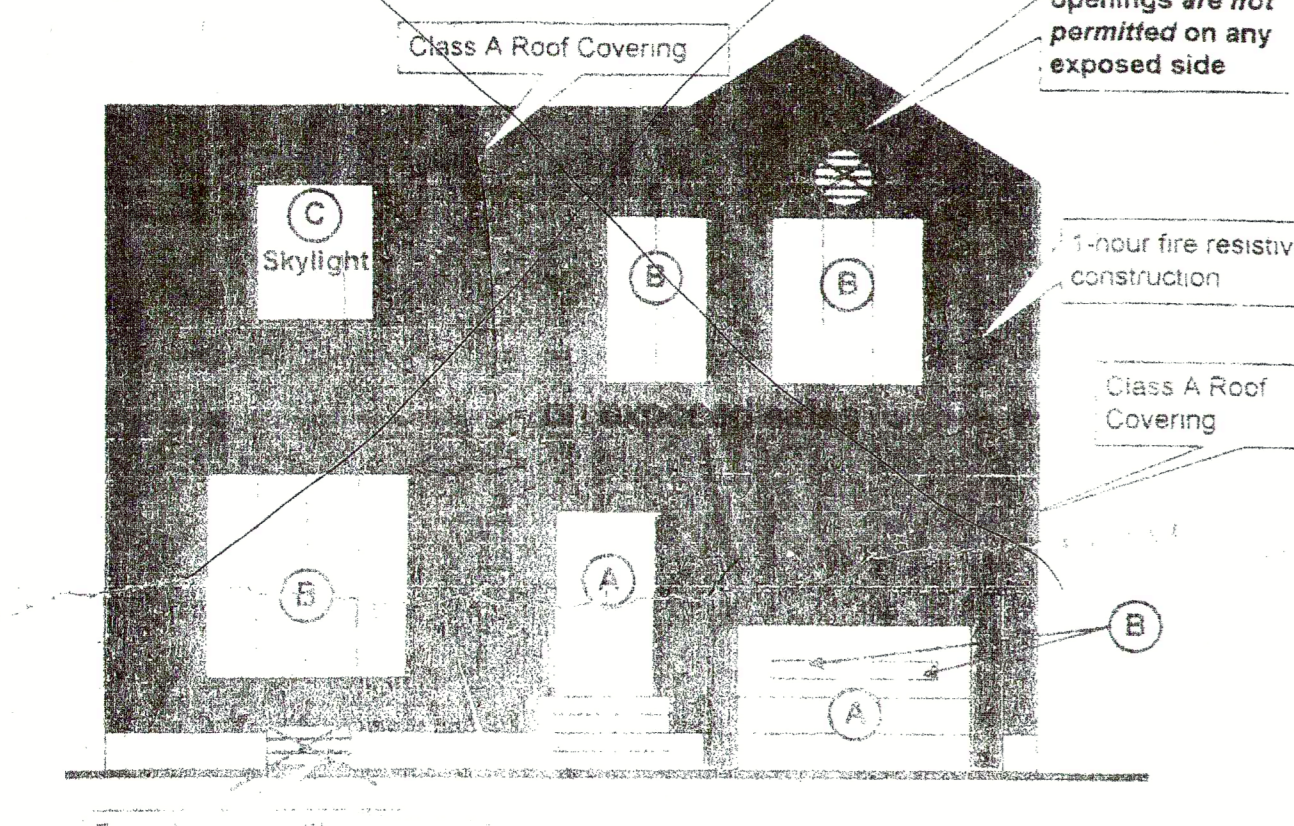 openings are not
permitted on any
exposed side
Class A Roof Covering
C
Skylight
B
B
1-hour fire resistiv
construction
Class A Roof
Covering
B
A
B
A